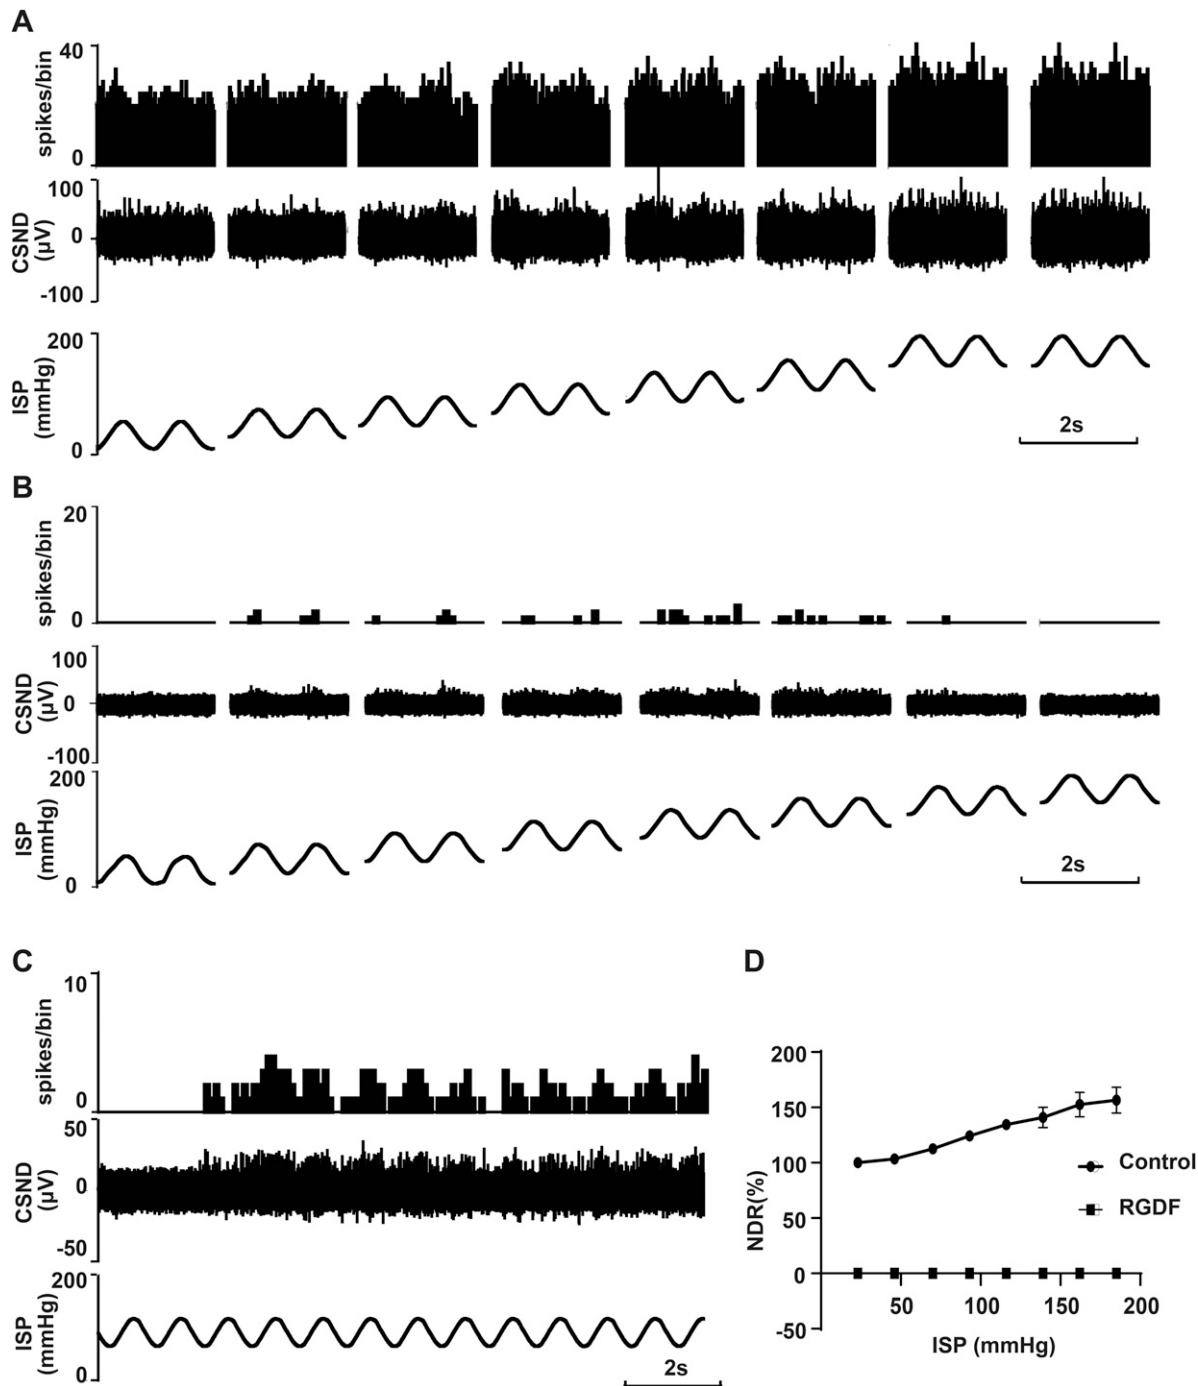 A
40
spikes/bin
0
100
CSND
(µV)
0
-100
200
ISP
(mmHg)
0
2s
B
20
spikes/bin
0
100
CSND
(µV)
0
-100
200
ISP
(mmHg)
0
2s
C
10
spikes/bin
0
50
CSND
(µV)
0
-50
200
ISP
(mmHg)
0
2s
D
200
150
100
50
0
-50
NDR(%)
Control
RGDF
50 100 150 200
ISP (mmHg)